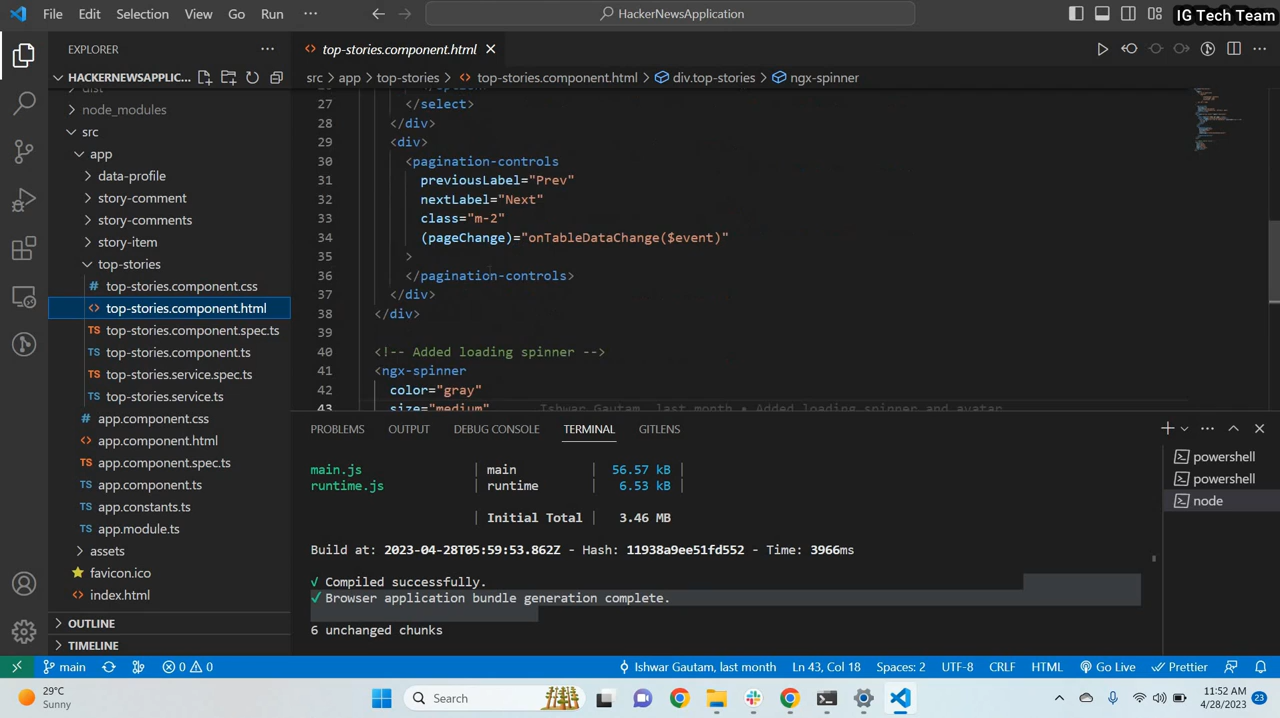 File Edit Selection View Go Run ···
HackerNewsApplication
IG Tech Team
EXPLORER
HACKERNEWSAPPLIC...
dist
node_modules
src
app
data-profile
story-comment
story-comments
story-item
top-stories
top-stories.component.css
top-stories.component.html
top-stories.component.spec.ts
top-stories.component.ts
top-stories.service.spec.ts
top-stories.service.ts
app.component.css
app.component.html
app.component.spec.ts
app.component.ts
app.constants.ts
app.module.ts
assets
favicon.ico
index.html
OUTLINE
TIMELINE
top-stories.component.html
src > app > top-stories > top-stories.component.html > div.top-stories > ngx-spinner
27 </select>
28 </div>
29 <div>
30 <pagination-controls
31 previousLabel="Prev"
32 nextLabel="Next"
33 class="m-2"
34 (pageChange)="onTableDataChange($event)"
35 >
36 </pagination-controls>
37 </div>
38 </div>
39
40 <!-- Added loading spinner -->
41 <ngx-spinner
42 color="gray"
43 size="medium" Ishwar Gautam, last month • Added loading spinner and avatar
PROBLEMS OUTPUT DEBUG CONSOLE TERMINAL GITLENS
main.js | main | 56.57 kB |
runtime.js | runtime | 6.53 kB |
| Initial Total | 3.46 MB
Build at: 2023-04-28T05:59:53.862Z - Hash: 11938a9ee51fd552 - Time: 3966ms
√ Compiled successfully.
✓ Browser application bundle generation complete.
6 unchanged chunks
powershell
powershell
node
main 0 0 Ishwar Gautam, last month Ln 43, Col 18 Spaces: 2 UTF-8 CRLF HTML Go Live Prettier
29°C
Sunny
Search
11:52 AM
4/28/2023
23